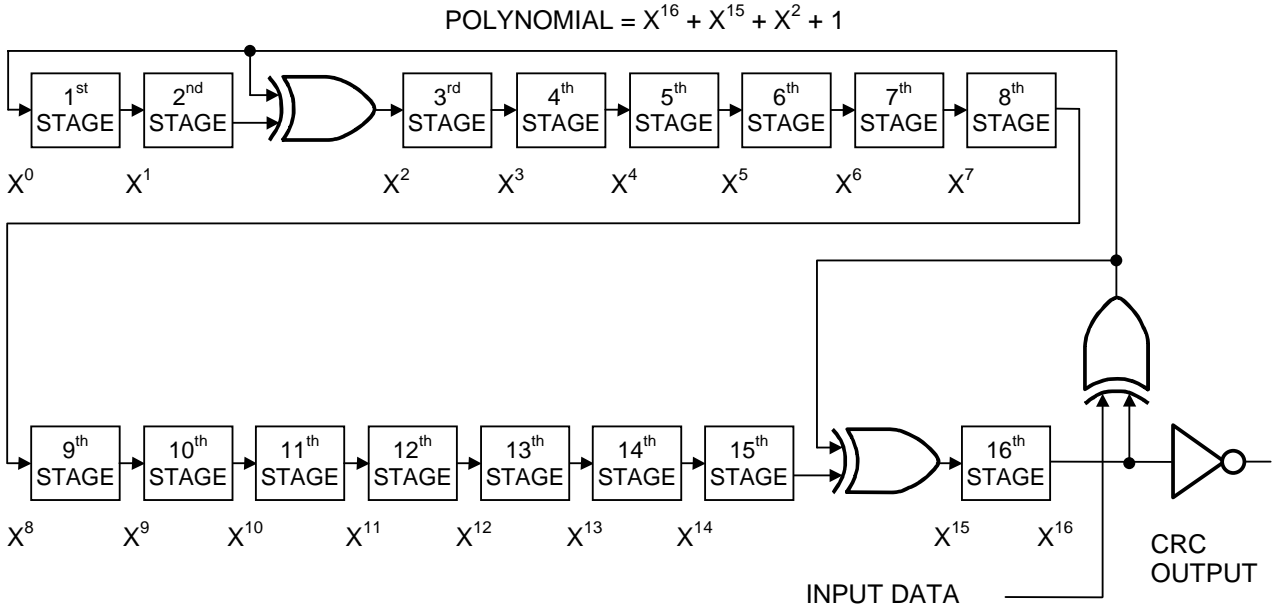 POLYNOMIAL = X¹⁶ + X¹⁵ + X² + 1
1st STAGE
2nd STAGE
3rd STAGE
4th STAGE
5th STAGE
6th STAGE
7th STAGE
8th STAGE
X⁰ X¹ X² X³ X⁴ X⁵ X⁶ X⁷
9th STAGE
10th STAGE
11th STAGE
12th STAGE
13th STAGE
14th STAGE
15th STAGE
16th STAGE
X⁸ X⁹ X¹⁰ X¹¹ X¹² X¹³ X¹⁴ X¹⁵ X¹⁶
CRC
OUTPUT
INPUT DATA